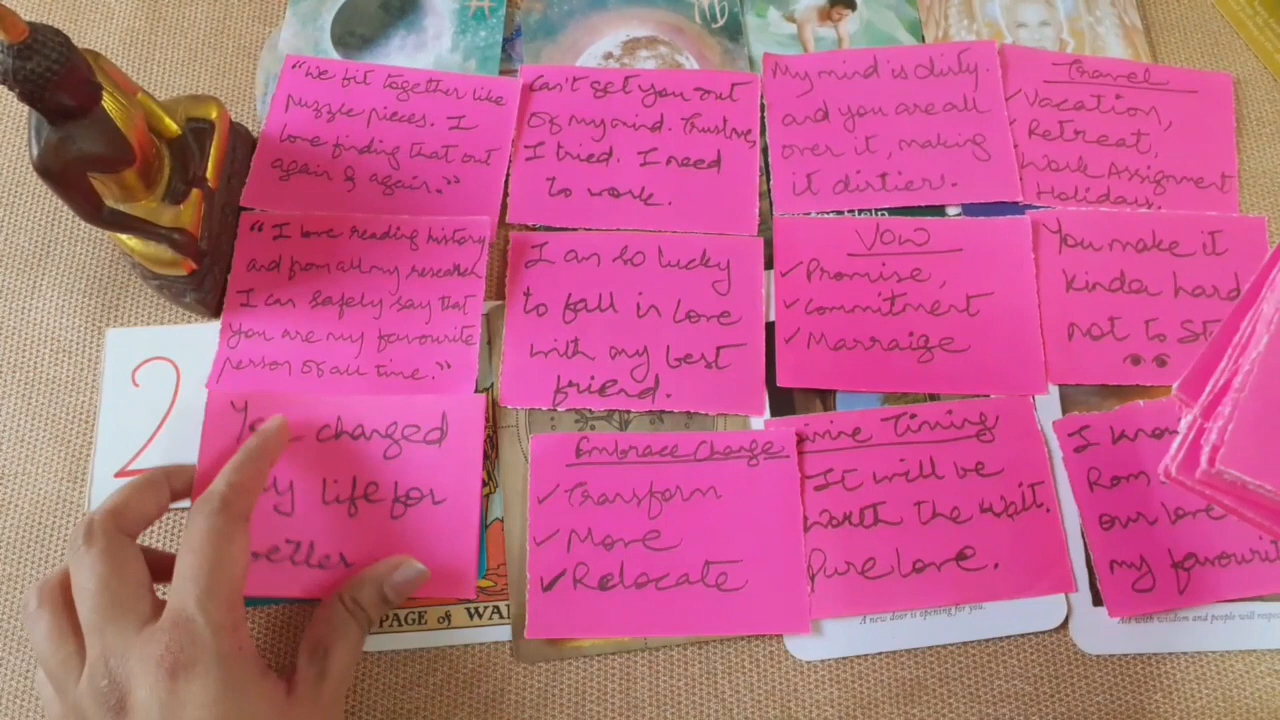 "We fit together like
puzzle pieces. I
love finding that out
again & again."
Can't get you out
of my mind. Trust me,
I tried. I need
to work.
My mind is dirty
and you are all
over it, making
it dirtier.
Travel
✓ Vacation,
✓ Retreat,
Work Assignment
Holidays.
for Help
"I love reading history
and from all my research
I can safely say that
you are my favourite
person of all time."
I am so lucky
to fall in love
with my best
friend.
Vow
✓ Promise,
✓ Commitment
✓ Marraige
You make it
kinda hard
not to
2
changed
life for
better
PAGE of
Embrace Change
✓ Transform
✓ Move
✓ Relocate
Timing
It will be
worth the wait.
Pure love.
I know
Rom
our love
my favourit
A new door is opening for you.
Act with wisdom and people will